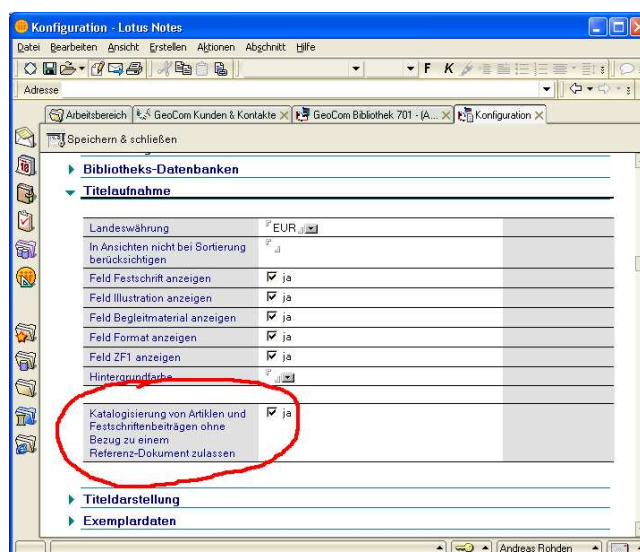 Konfiguration - Lotus Notes
Datei Bearbeiten Ansicht Erstellen Aktionen Abschnitt Hilfe
F K
Adresse
Arbeitsbereich GeoCom Kunden & Kontakte GeoCom Bibliothek 701 - (A... Konfiguration
Speichern & schließen
Bibliotheks-Datenbanken
Titelaufnahme
Landeswährung EUR
In Ansichten nicht bei Sortierung
berücksichtigen
Feld Festschrift anzeigen ja
Feld Illustration anzeigen ja
Feld Begleitmaterial anzeigen ja
Feld Format anzeigen ja
Feld ZF1 anzeigen ja
Hintergrundfarbe
Katalogisierung von Artiklen und ja
Festschriftenbeiträgen ohne
Bezug zu einem
Referenz-Dokument zulassen
Titeldarstellung
Exemplardaten
Andreas Rohden